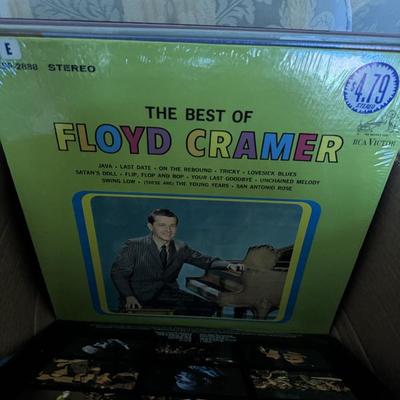 E
-2888 STEREO
$4.79
STEREO
RCA VICTOR
THE BEST OF
FLOYD CRAMER
JAVA • LAST DATE • ON THE REBOUND • TRICKY • LOVESICK BLUES
SATAN'S DOLL • FLIP, FLOP AND BOP • YOUR LAST GOODBYE • UNCHAINED MELODY
SWING LOW • (THESE ARE) THE YOUNG YEARS • SAN ANTONIO ROSE